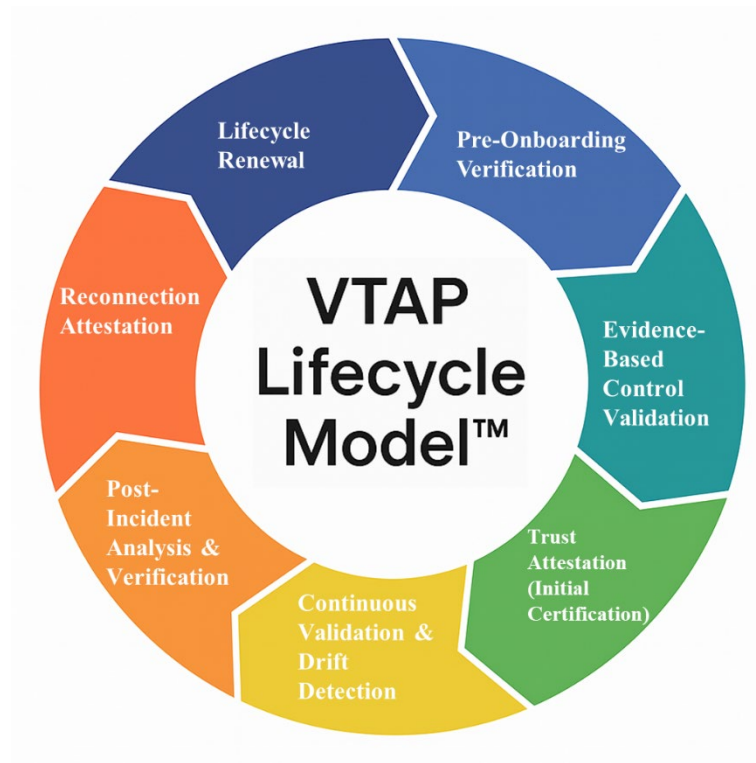 VTAP
Lifecycle
Model™
Pre-Onboarding
Verification
Evidence-
Based
Control
Validation
Trust
Attestation
(Initial
Certification)
Continuous
Validation &
Drift
Detection
Post-
Incident
Analysis &
Verification
Reconnection
Attestation
Lifecycle
Renewal